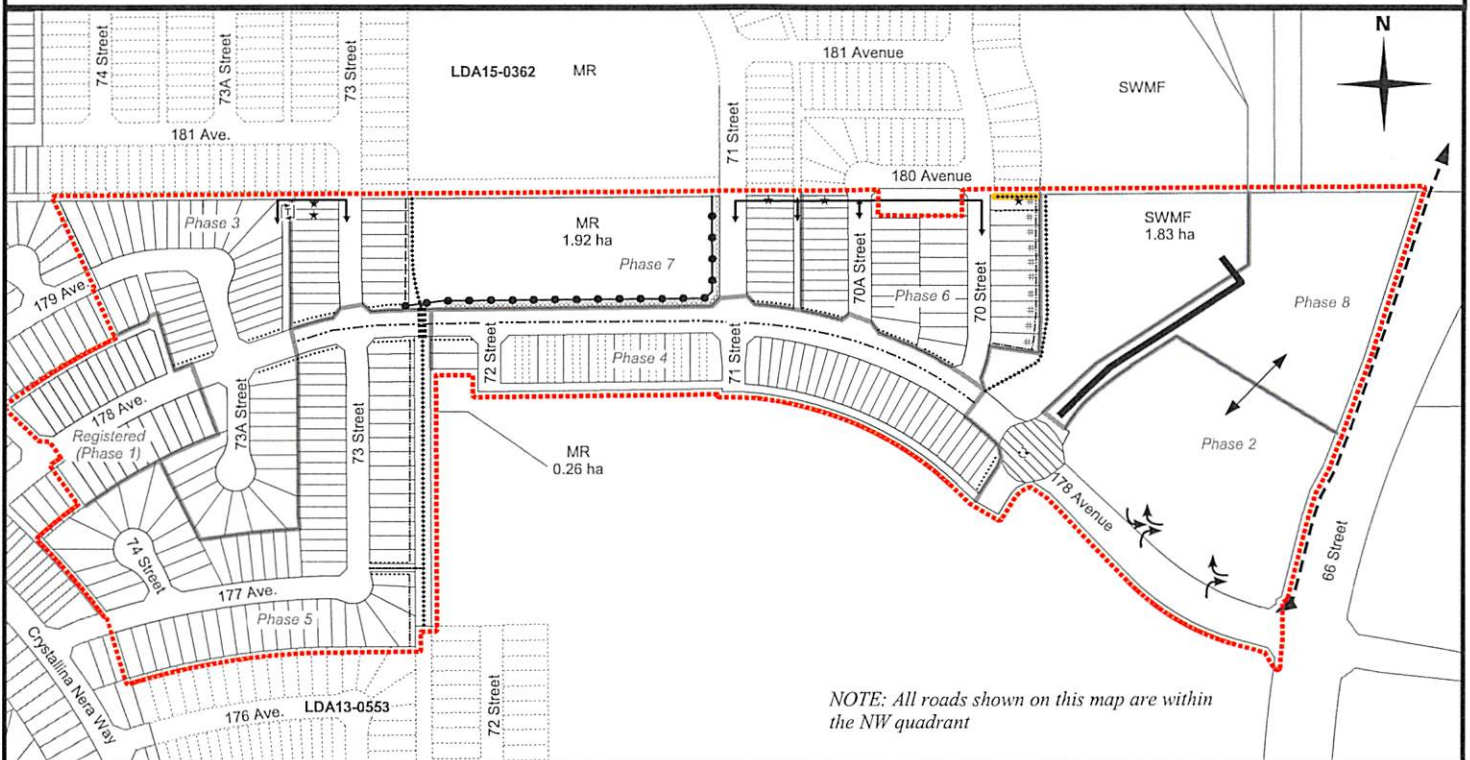 N
74 Street
73A Street
73 Street
LDA15-0362 MR
181 Avenue
SWMF
71 Street
181 Ave.
180 Avenue
Phase 3
T
MR
1.92 ha
Phase 7
70A Street
Phase 6
70 Street
SWMF
1.83 ha
Phase 8
179 Ave.
72 Street
Phase 4
71 Street
178 Ave.
73A Street
73 Street
Registered
(Phase 1)
MR
0.26 ha
Phase 2
178 Avenue
66 Street
74 Street
177 Ave.
Phase 5
Crystallina Nera Way
176 Ave.
LDA13-0553
72 Street
NOTE: All roads shown on this map are within
the NW quadrant